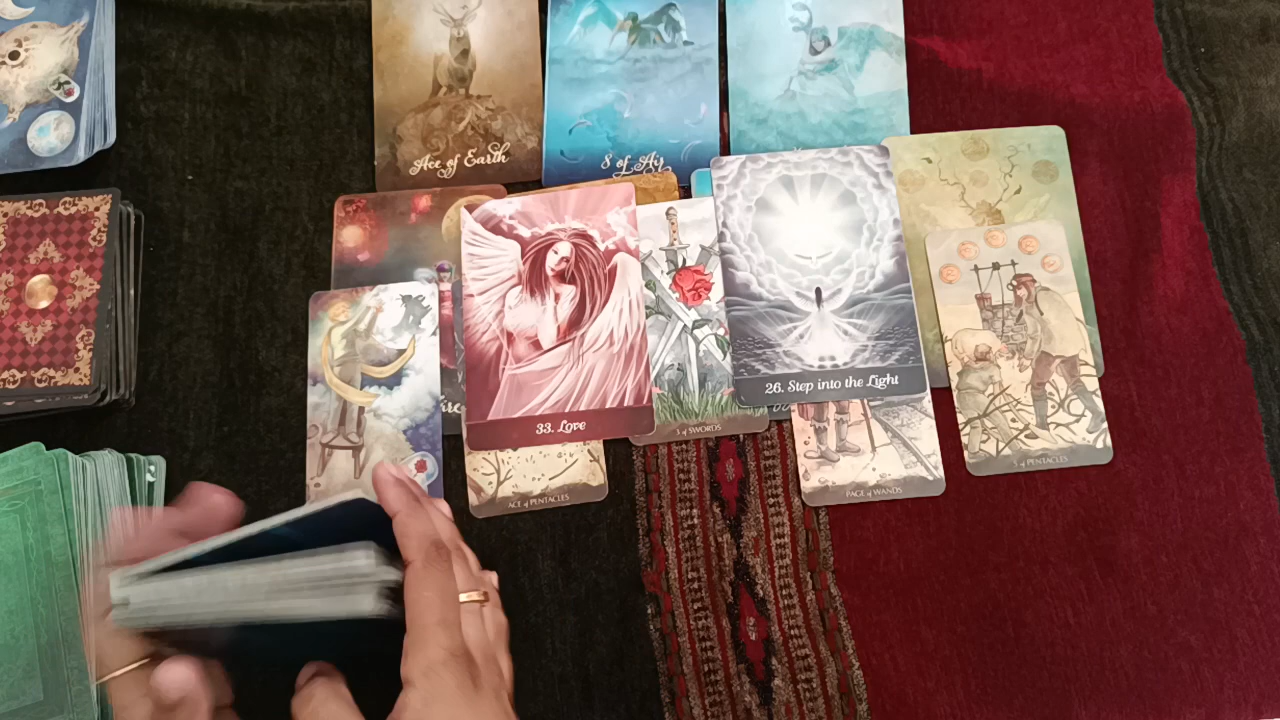 Ace of Earth
8 of Air
33. Love
26. Step into the Light
3 of SWORDS
ACE of PENTACLES
PAGE of WANDS
5 of PENTACLES